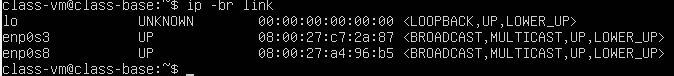 class-vm@class-base:~$ ip -br link
lo UNKNOWN 00:00:00:00:00:00 <LOOPBACK,UP,LOWER_UP>
enp0s3 UP 08:00:27:c7:2a:87 <BROADCAST,MULTICAST,UP,LOWER_UP>
enp0s8 UP 08:00:27:a4:96:b5 <BROADCAST,MULTICAST,UP,LOWER_UP>
class-vm@class-base:~$ _